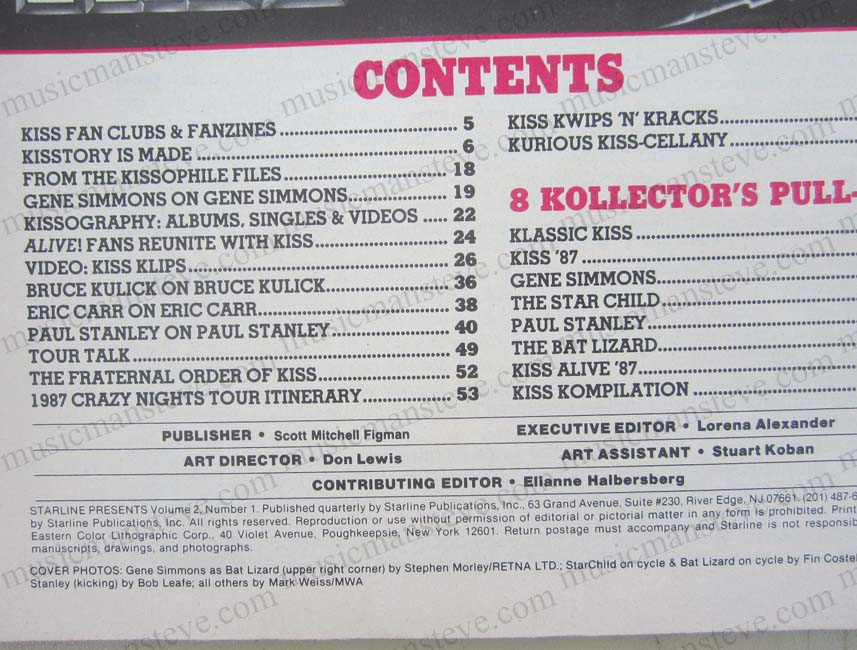 CONTENTS
KISS FAN CLUBS & FANZINES ................................... 5
KISSTORY IS MADE ................................................... 6
FROM THE KISSOPHILE FILES ................................ 18
GENE SIMMONS ON GENE SIMMONS.................... 19
KISSOGRAPHY: ALBUMS, SINGLES & VIDEOS ..... 22
ALIVE! FANS REUNITE WITH KISS.......................... 24
VIDEO: KISS KLIPS.................................................... 26
BRUCE KULICK ON BRUCE KULICK......................... 36
ERIC CARR ON ERIC CARR....................................... 38
PAUL STANLEY ON PAUL STANLEY........................ 40
TOUR TALK............................................................... 49
THE FRATERNAL ORDER OF KISS.......................... 52
1987 CRAZY NIGHTS TOUR ITINERARY.................. 53
KISS KWIPS 'N' KRACKS...........................
KURIOUS KISS-CELLANY .........................
8 KOLLECTOR'S PULL-
KLASSIC KISS ...........................................
KISS '87 .....................................................
GENE SIMMONS........................................
THE STAR CHILD.......................................
PAUL STANLEY.........................................
THE BAT LIZARD.......................................
KISS ALIVE '87..........................................
KISS KOMPILATION ................................
PUBLISHER • Scott Mitchell Figman
EXECUTIVE EDITOR • Lorena Alexander
ART DIRECTOR • Don Lewis
ART ASSISTANT • Stuart Koban
CONTRIBUTING EDITOR • Elianne Halbersberg
STARLINE PRESENTS Volume 2, Number 1. Published quarterly by Starline Publications, Inc., 63 Grand Avenue, Suite #230, River Edge, NJ 07661. (201) 487-6
by Starline Publications, Inc. All rights reserved. Reproduction or use without permission of editorial or pictorial matter in any form is prohibited. Print
Eastern Color Lithographic Corp., 40 Violet Avenue, Poughkeepsie, New York 12601. Return postage must accompany and Starline is not responsib
manuscripts, drawings, and photographs.
COVER PHOTOS: Gene Simmons as Bat Lizard (upper right corner) by Stephen Morley/RETNA LTD.; StarChild on cycle & Bat Lizard on cycle by Fin Costel
Stanley (kicking) by Bob Leafe; all others by Mark Weiss/MWA
musicmansteve.com